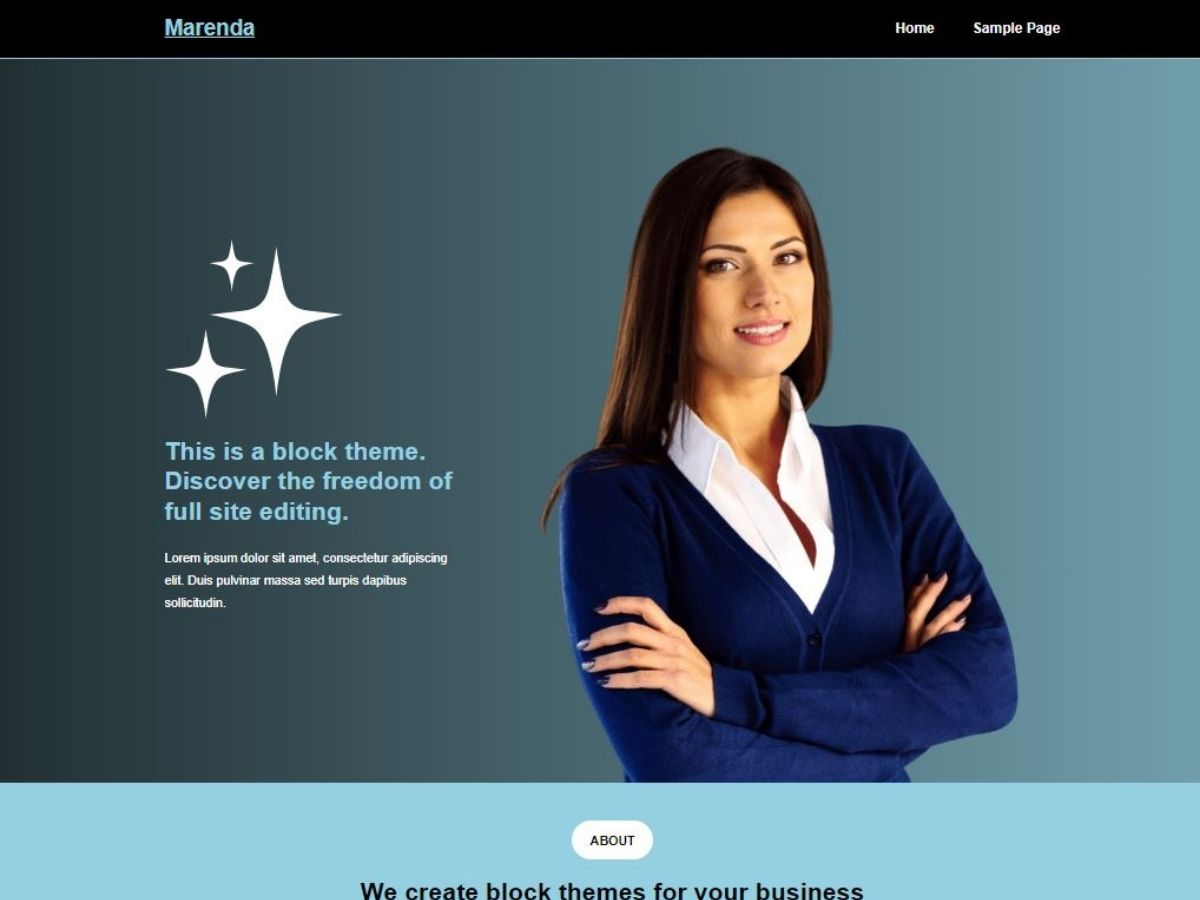 Marenda
Home
Sample Page
This is a block theme.
Discover the freedom of
full site editing.
Lorem ipsum dolor sit amet, consectetur adipiscing
elit. Duis pulvinar massa sed turpis dapibus
sollicitudin.
ABOUT
We create block themes for your business